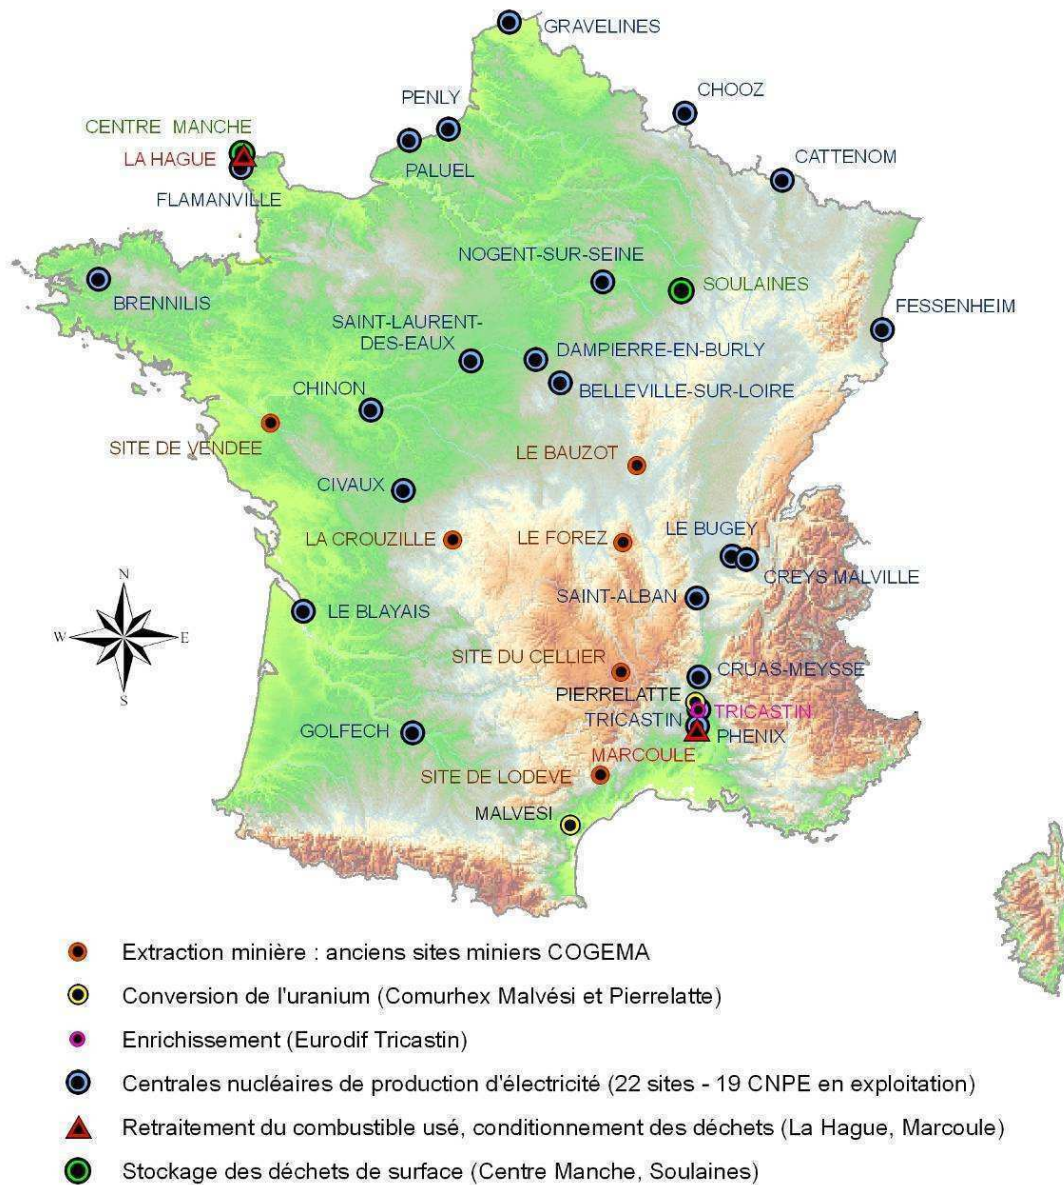 GRAVELINES
PENLY
CHOOZ
CENTRE MANCHE
LA HAGUE
PALUEL
CATTENOM
FLAMANVILLE
NOGENT-SUR-SEINE
SOULAINES
BRENNILIS
FESSENHEIM
SAINT-LAURENT-
DES-EAUX
DAMPIERRE-EN-BURLY
CHINON
BELLEVILLE-SUR-LOIRE
SITE DE VENDEE
LE BAUZOT
CIVAUX
LE BUGEY
LA CROUZILLE
LE FOREZ
CREYS MALVILLE
N
SAINT-ALBAN
LE BLAYAIS
W
E
SITE DU CELLIER
CRUAS-MEYSSE
S
PIERRELATTE
TRICASTIN
TRICASTIN
GOLFECH
PHENIX
MARCOULE
SITE DE LODEVE
MALVESI
Extraction minière : anciens sites miniers COGEMA
Conversion de l'uranium (Comurhex Malvési et Pierrelatte)
Enrichissement (Eurodif Tricastin)
Centrales nucléaires de production d'électricité (22 sites - 19 CNPE en exploitation)
Retraitement du combustible usé, conditionnement des déchets (La Hague, Marcoule)
Stockage des déchets de surface (Centre Manche, Soulaines)